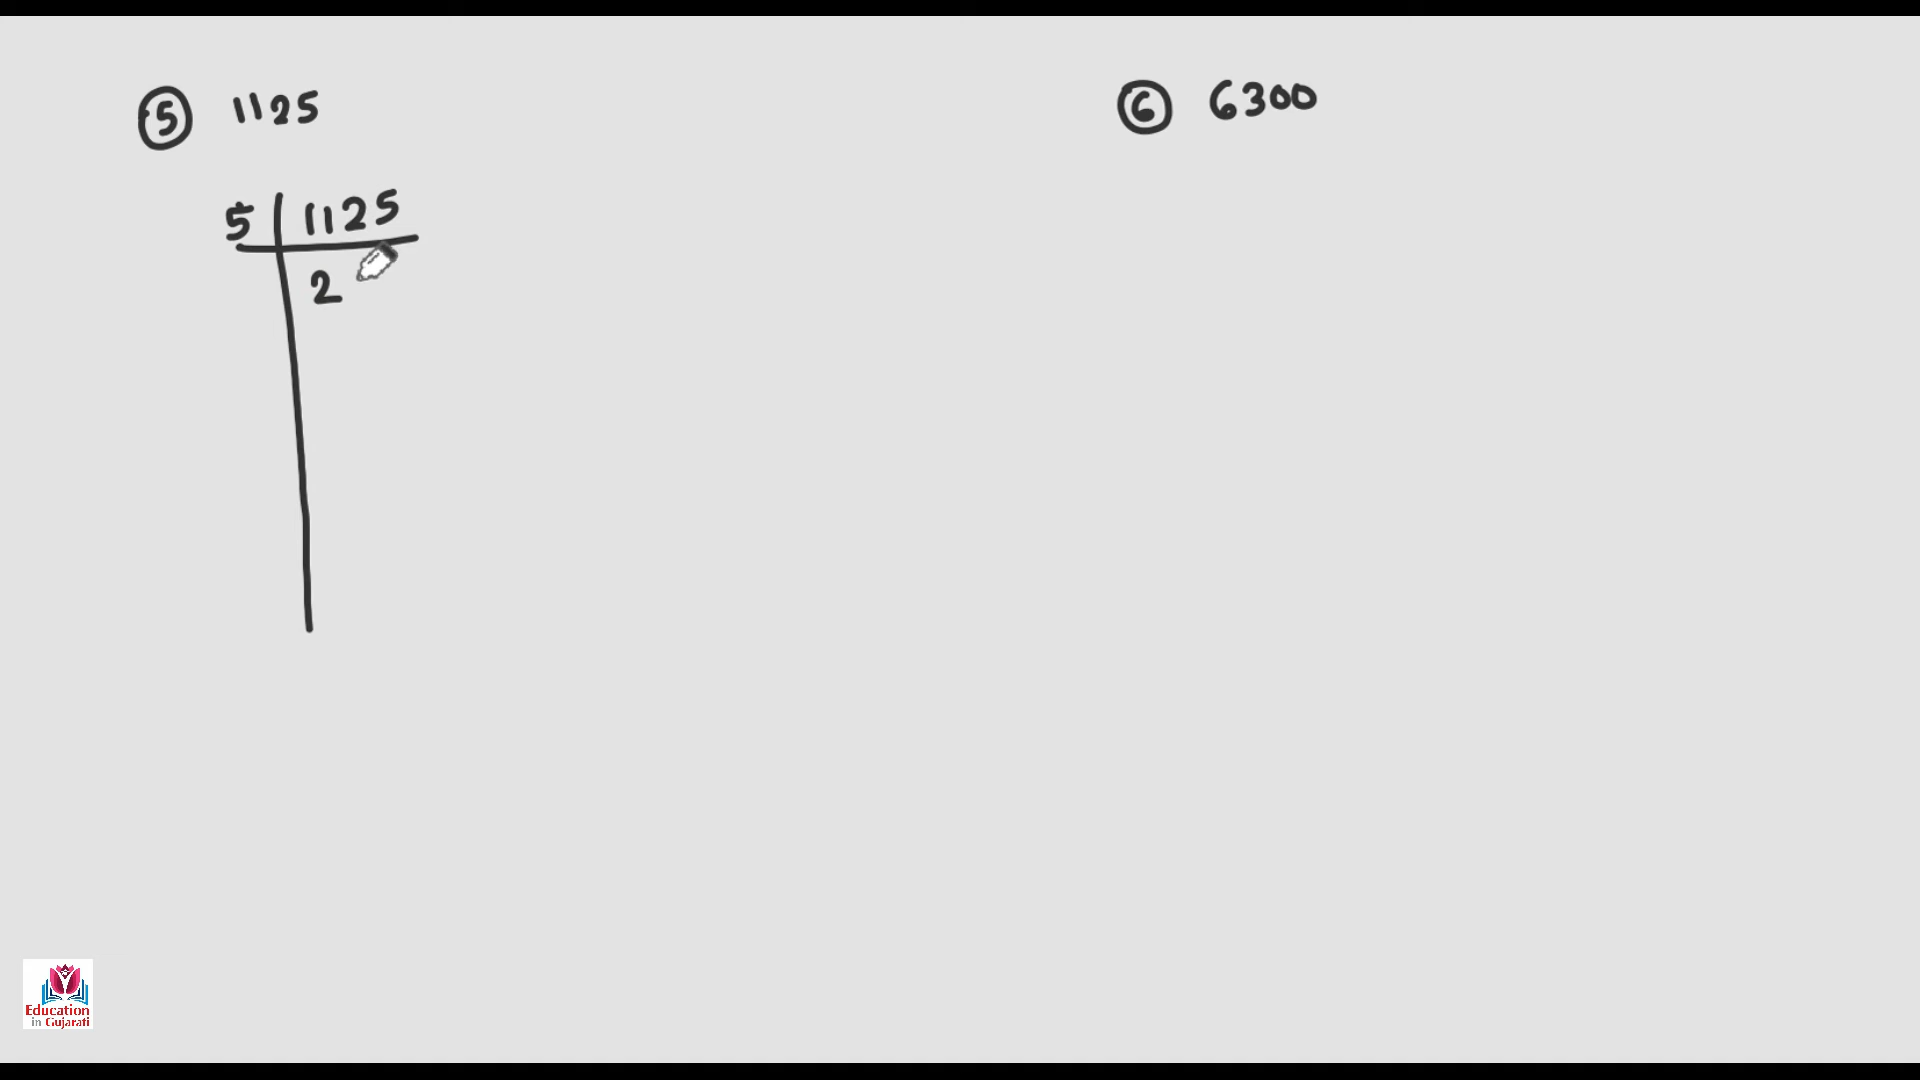 ⑤ 1125
5 | 1125
2
⑥ 6300
Education
in Gujarati